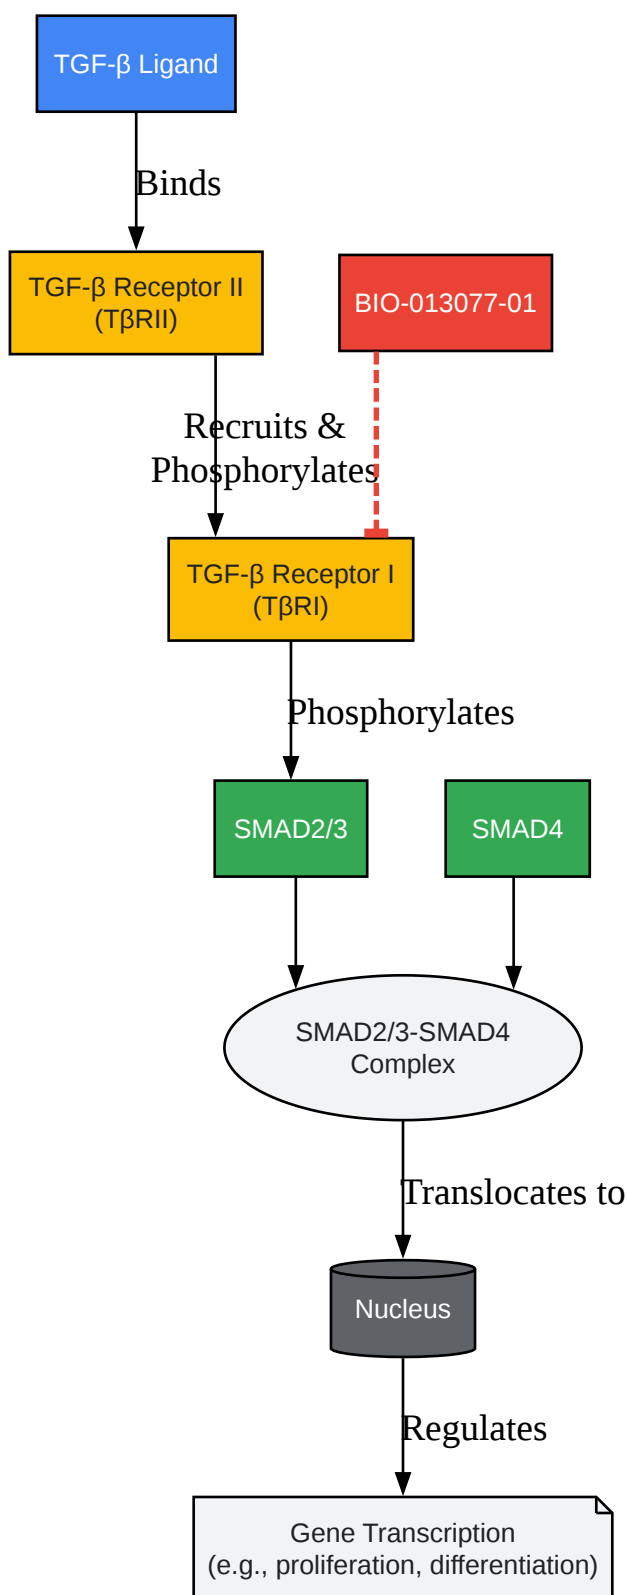 TGF-β Ligand
Binds
TGF-β Receptor II
(TβRII)
BIO-013077-01
Recruits &
Phosphorylates
TGF-β Receptor I
(TβRI)
Phosphorylates
SMAD2/3
SMAD4
SMAD2/3-SMAD4
Complex
Translocates to
Nucleus
Regulates
Gene Transcription
(e.g., proliferation, differentiation)